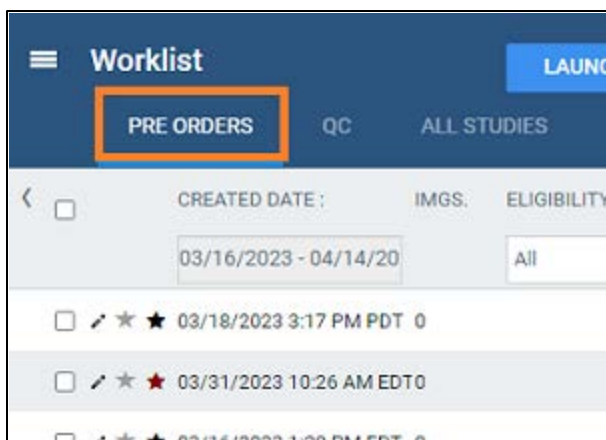 Worklist
LAUNC
PRE ORDERS QC ALL STUDIES
CREATED DATE : IMGS. ELIGIBILITY
03/16/2023 - 04/14/20 All
03/18/2023 3:17 PM PDT 0
03/31/2023 10:26 AM EDT0